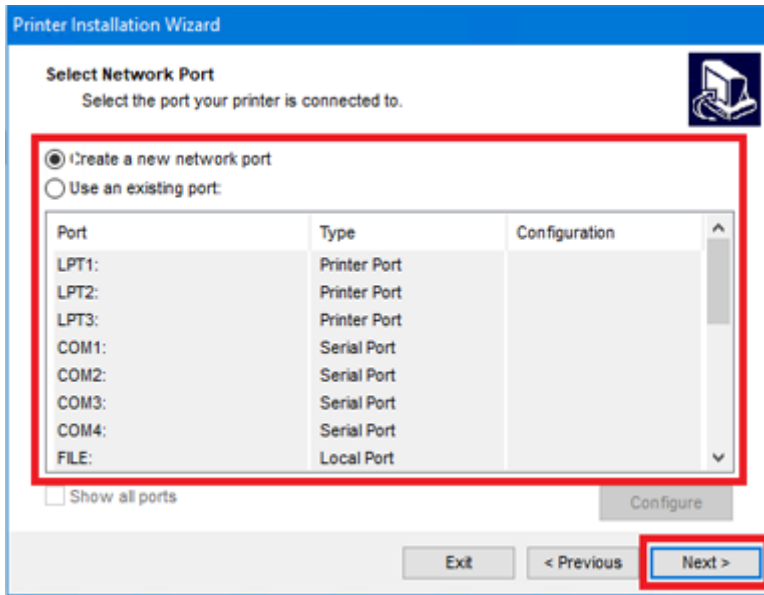 Printer Installation Wizard
Select Network Port
Select the port your printer is connected to.
Create a new network port
Use an existing port:
Port Type Configuration
LPT1: Printer Port
LPT2: Printer Port
LPT3: Printer Port
COM1: Serial Port
COM2: Serial Port
COM3: Serial Port
COM4: Serial Port
FILE: Local Port
Show all ports
Configure
Exit < Previous Next >